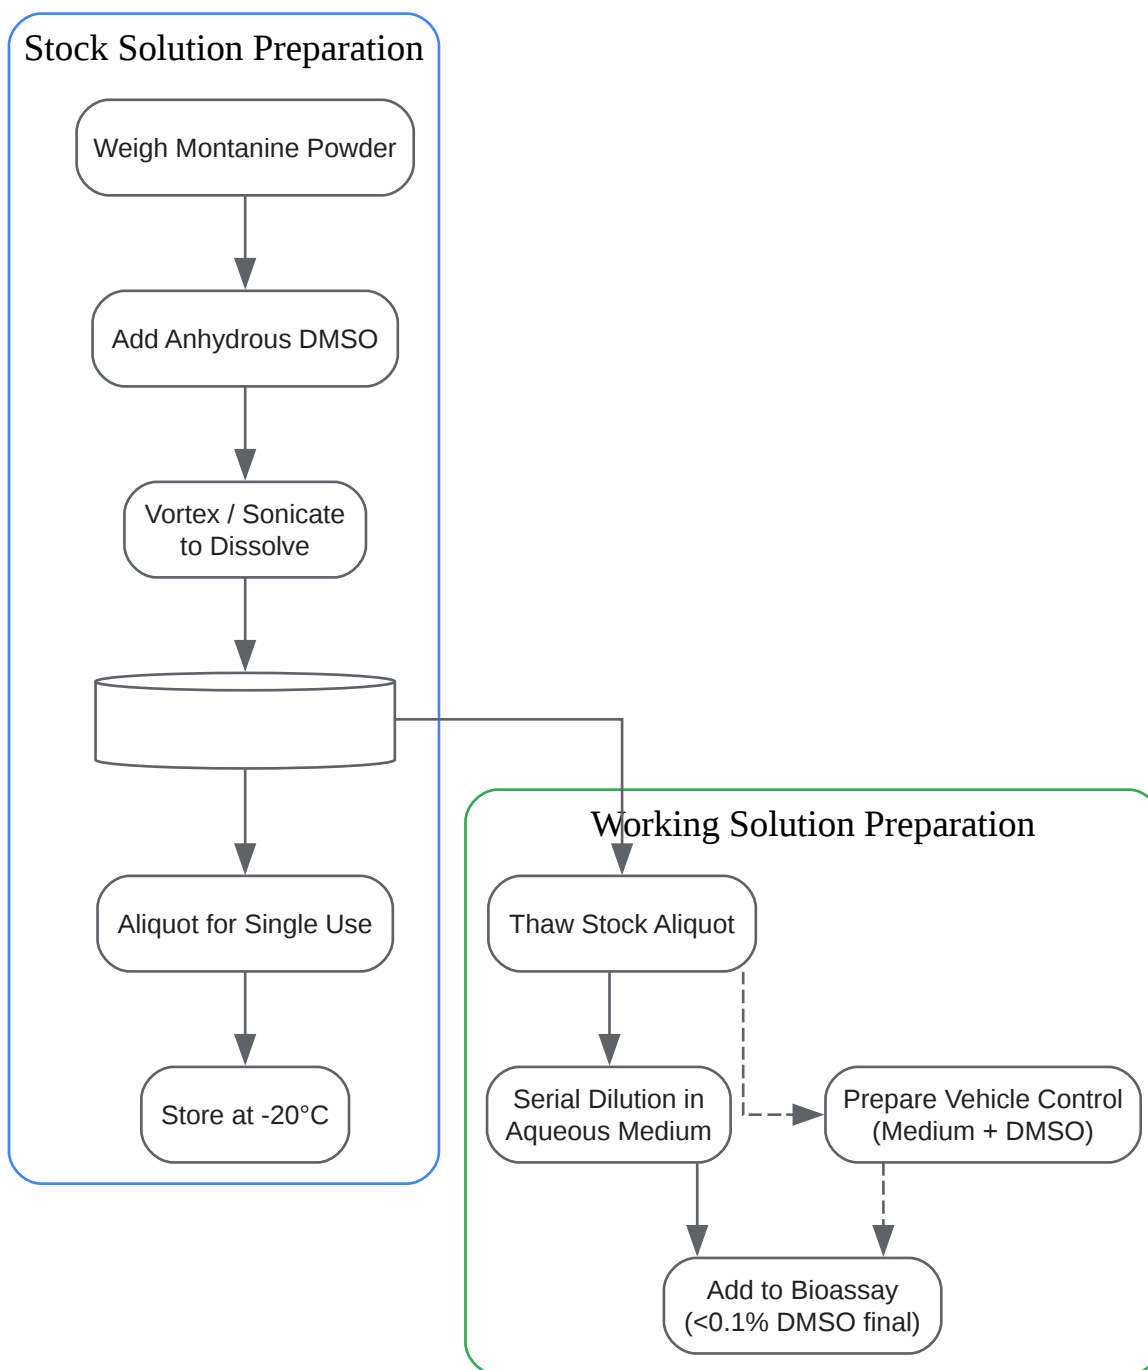 Stock Solution Preparation
Weigh Montanine Powder
Add Anhydrous DMSO
Vortex / Sonicate
to Dissolve
Aliquot for Single Use
Store at -20°C
Working Solution Preparation
Thaw Stock Aliquot
Serial Dilution in
Aqueous Medium
Prepare Vehicle Control
(Medium + DMSO)
Add to Bioassay
(<0.1% DMSO final)